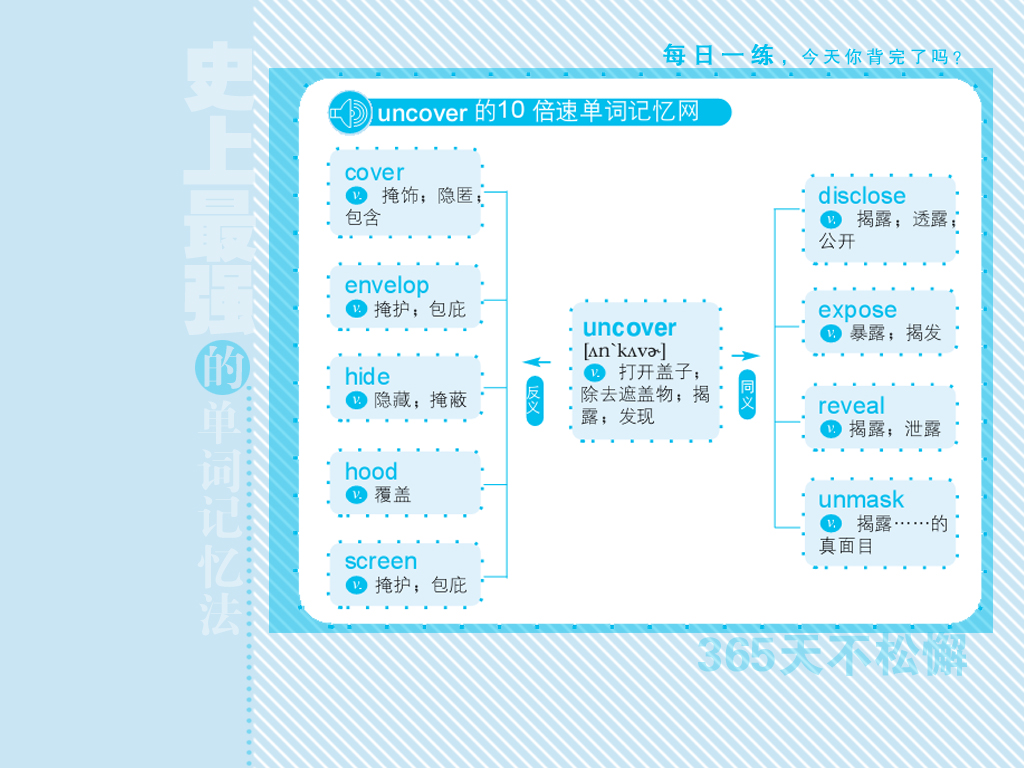 每日一练，今天你背完了吗？
史上最强的单词记忆法
uncover 的10 倍速单词记忆网
cover
v. 掩饰；隐匿；
包含
envelop
v. 掩护；包庇
hide
v. 隐藏；掩蔽
hood
v. 覆盖
screen
v. 掩护；包庇
反义
uncover
[ʌn`kʌvɚ]
v. 打开盖子；
除去遮盖物；揭
露；发现
同义
disclose
v. 揭露；透露；
公开
expose
v. 暴露；揭发
reveal
v. 揭露；泄露
unmask
v. 揭露……的
真面目
365天不松懈